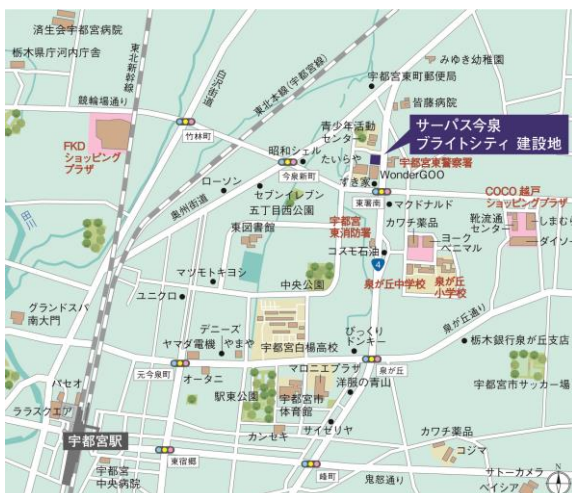 済生会宇都宮病院
栃木県庁河内庁舎
東北新幹線
白沢街道
東北本線(宇都宮線)
みゆき幼稚園
宇都宮東町郵便局
競輪場通り
皆藤病院
青少年活動
センター
サーパス今泉
ブライトシティ 建設地
FKD
ショッピング
プラザ
竹林町
昭和シェル
たいらや
宇都宮東警察署
今泉新町
すき家
WonderGOO
COCO 越戸
ショッピングプラザ
ローソン
セブンイレブン
東署南
マクドナルド
奥州街道
五丁目西公園
カワチ薬品
靴流通
センター
しまむら
田川
東図書館
宇都宮
東消防署
ヨーク
ベニマル
ダイソー
コスモ石油
4
マツモトキヨシ
中央公園
泉が丘中学校
泉が丘
小学校
ユニクロ
グランドスパ
南大門
泉が丘通り
デニーズ
びっくり
ドンキー
ヤマダ電機
やまや
宇都宮白楊高校
栃木銀行泉が丘支店
元今泉町
泉が丘
オータニ
マロニエプラザ
パセオ
駅東公園
宇都宮市
体育館
洋服の青山
宇都宮市サッカー場
ララスクエア
カンセキ
サイゼリヤ
カワチ薬品
宇都宮駅
コジマ
宇都宮
中央病院
東宿郷
峰町
鬼怒通り
サトーカメラ
ベイシア
N